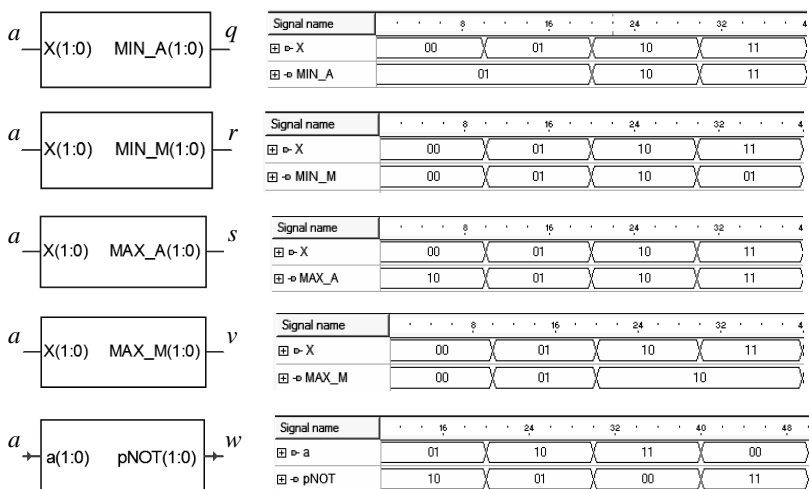 a X(1:0) MIN_A(1:0) q
Signal name 8 16 24 32 4
X 00 01 10 11
MIN_A 01 10 11
a X(1:0) MIN_M(1:0) r
Signal name 8 16 24 32 4
X 00 01 10 11
MIN_M 00 01 10 01
a X(1:0) MAX_A(1:0) s
Signal name 8 16 24 32 4
X 00 01 10 11
MAX_A 10 01 10 11
a X(1:0) MAX_M(1:0) v
Signal name 8 16 24 32 4
X 00 01 10 11
MAX_M 00 01 10
a a(1:0) pNOT(1:0) w
Signal name 16 24 32 40 48
a 01 10 11 00
pNOT 10 01 00 11